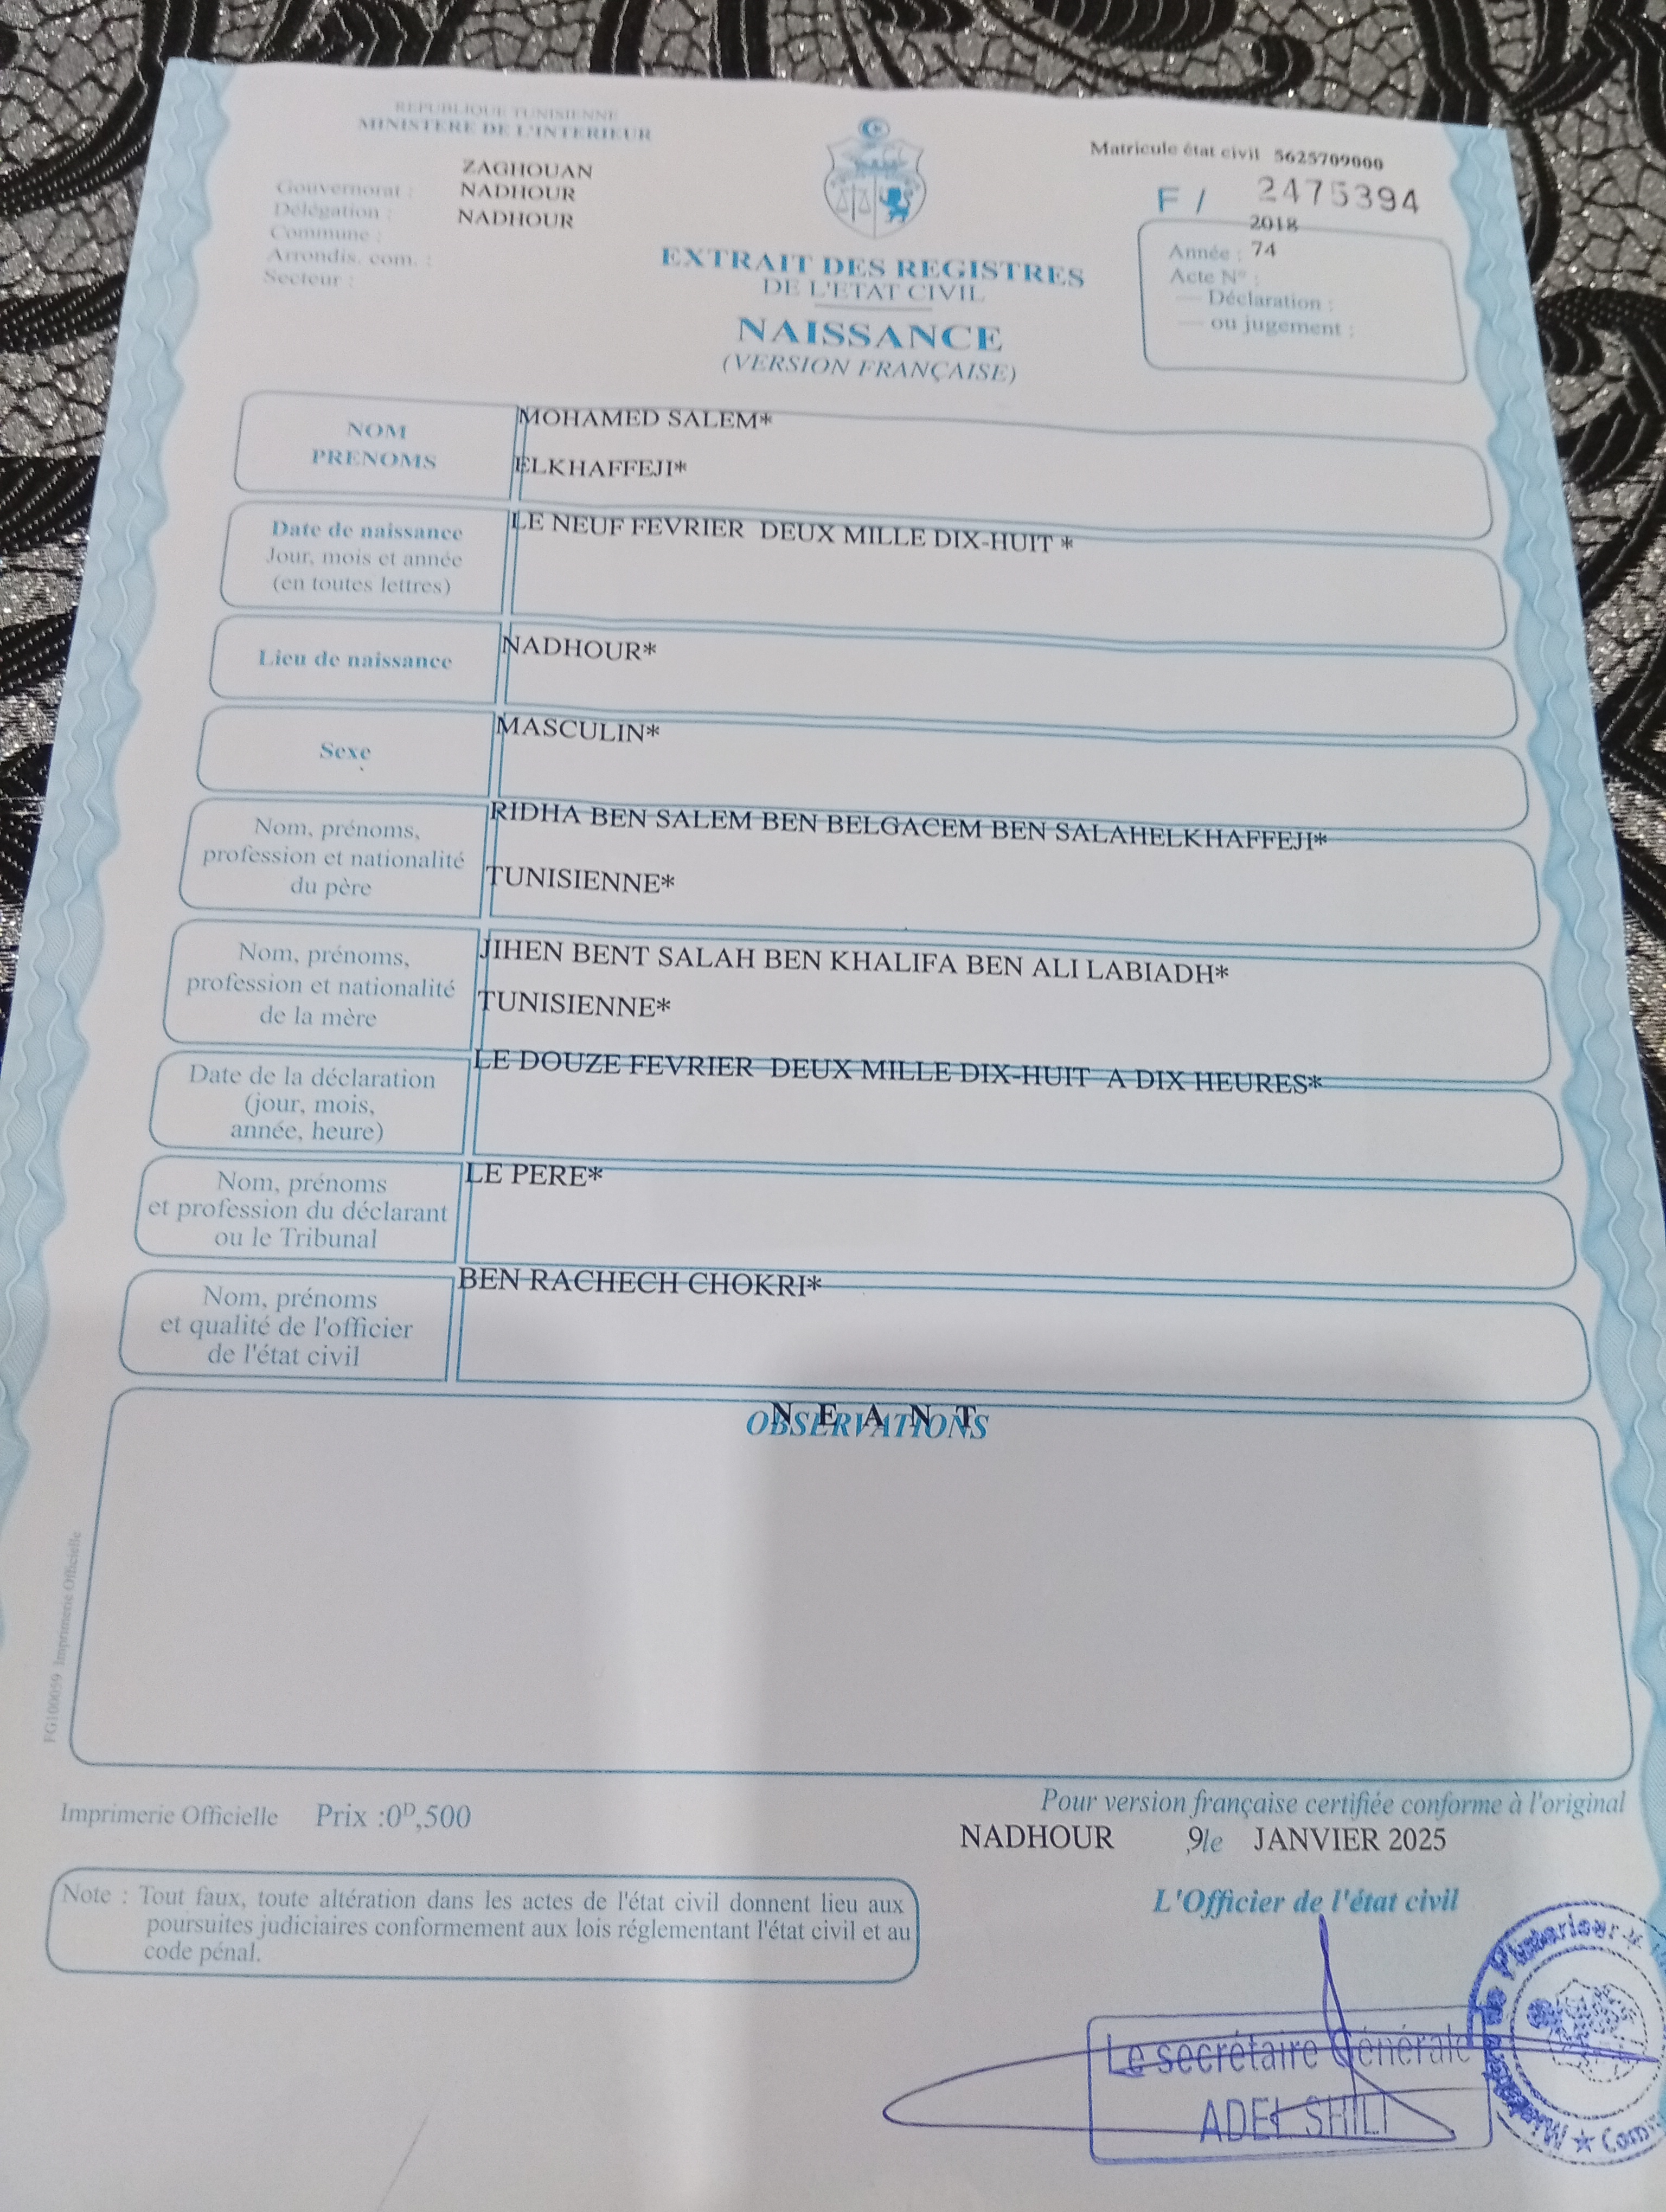 REPUBLIQUE TUNISIENNE
MINISTERE DE L'INTERIEUR
Gouvernorat : ZAGHOUAN
Délégation : NADHOUR
Commune : NADHOUR
Arrondis. com. :
Secteur :
Matricule état civil 5625709000
F / 2475394
2018
Année : 74
Acte N° :
— Déclaration :
— ou jugement :
EXTRAIT DES REGISTRES
DE L'ETAT CIVIL
NAISSANCE
(VERSION FRANÇAISE)
NOM
PRENOMS
MOHAMED SALEM*
ELKHAFFEJI*
Date de naissance
Jour, mois et année
(en toutes lettres)
LE NEUF FEVRIER DEUX MILLE DIX-HUIT *
Lieu de naissance
NADHOUR*
Sexe
MASCULIN*
Nom, prénoms,
profession et nationalité
du père
RIDHA BEN SALEM BEN BELGACEM BEN SALAHELKHAFFEJI*
TUNISIENNE*
Nom, prénoms,
profession et nationalité
de la mère
JIHEN BENT SALAH BEN KHALIFA BEN ALI LABIADH*
TUNISIENNE*
Date de la déclaration
(jour, mois,
année, heure)
LE DOUZE FEVRIER DEUX MILLE DIX-HUIT A DIX HEURES*
Nom, prénoms
et profession du déclarant
ou le Tribunal
LE PERE*
Nom, prénoms
et qualité de l'officier
de l'état civil
BEN RACHECH CHOKRI*
OBSERVATIONS
N E A N T
FG100059 Imprimerie Officielle
Imprimerie Officielle Prix :0ᴰ,500
Pour version française certifiée conforme à l'original
NADHOUR 9le JANVIER 2025
Note : Tout faux, toute altération dans les actes de l'état civil donnent lieu aux
poursuites judiciaires conformement aux lois réglementant l'état civil et au
code pénal.
L'Officier de l'état civil
Le secrétaire Générale
ADEL SHILI